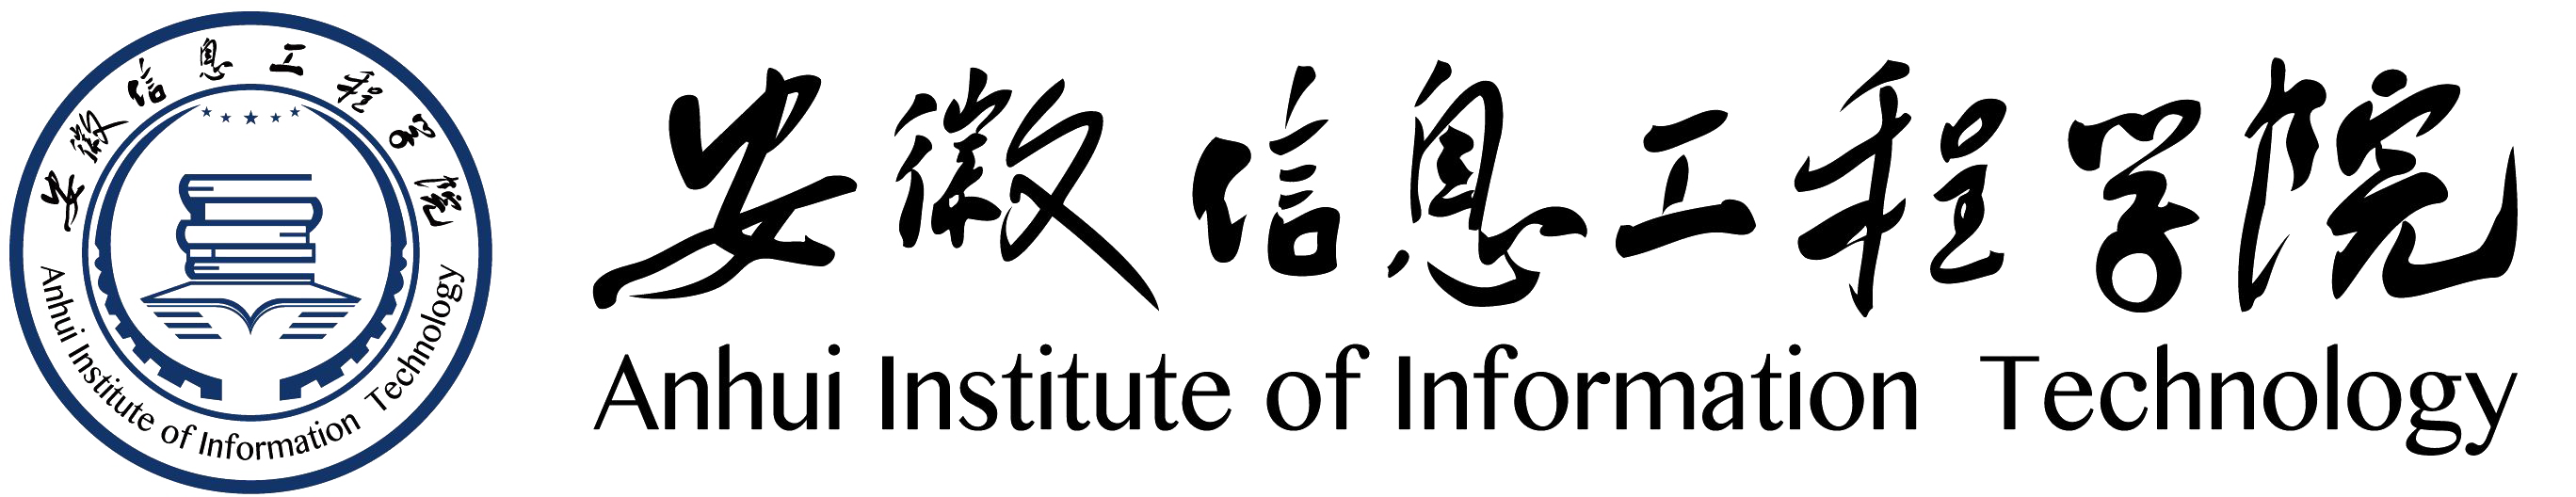 安徽信息工程学院
Anhui Institute of Information Technology
安徽信息工程学院
Anhui Institute of Information Technology